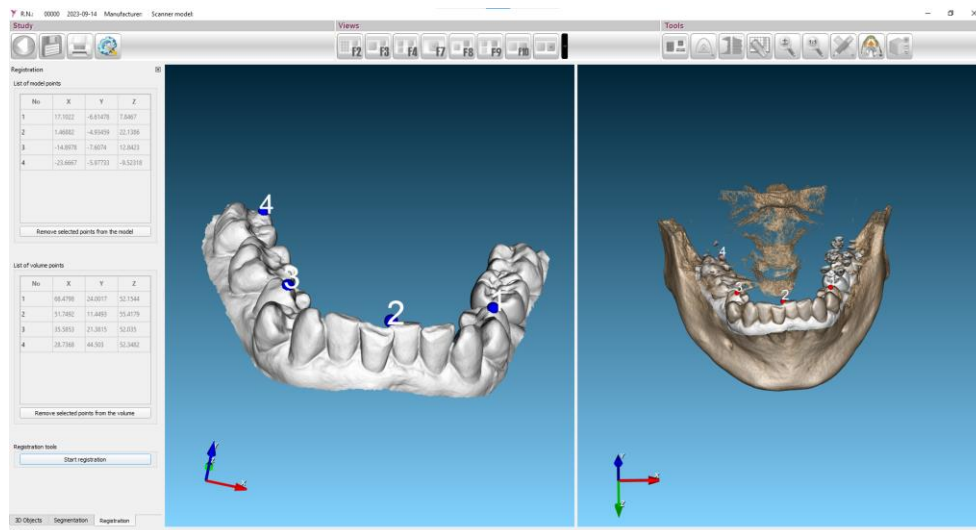 R.N.: 00000 2023-09-14 Manufacturer: Scanner model:
Study Views Tools
F2 F3 F4 F7 F8 F9 F10
Registration
List of model points
No X Y Z
1 17.1022 -6.61478 7.6467
2 1.46882 -4.93459 22.1386
3 -14.8978 -7.6074 12.8423
4 -23.6667 -5.87733 -9.52318
Remove selected points from the model
List of volume points
No X Y Z
1 68.4798 24.0017 52.1544
2 51.7492 11.4493 55.4179
3 35.5853 21.3815 52.035
4 28.7368 44.503 52.3482
Remove selected points from the volume
Registration tools
Start registration
3D Objects Segmentation Registration
4
3
2
1
4
2